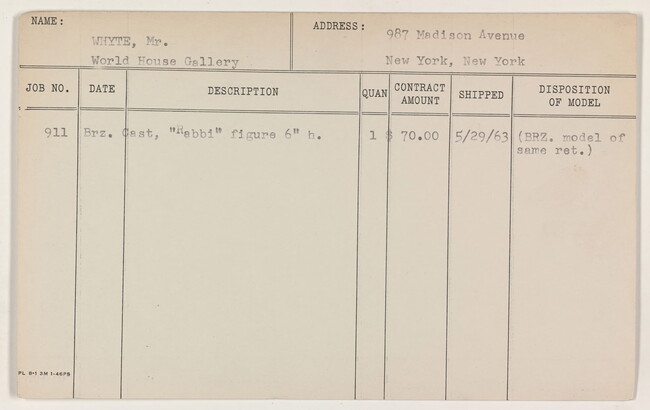 NAME:
WHYTE, Mr.
World House Gallery
ADDRESS:
987 Madison Avenue
New York, New York
JOB NO. DATE DESCRIPTION QUAN CONTRACT AMOUNT SHIPPED DISPOSITION OF MODEL
911 Brz. Cast, "Rabbi" figure 6" h. 1 $ 70.00 5/29/63 (BRZ. model of
same ret.)